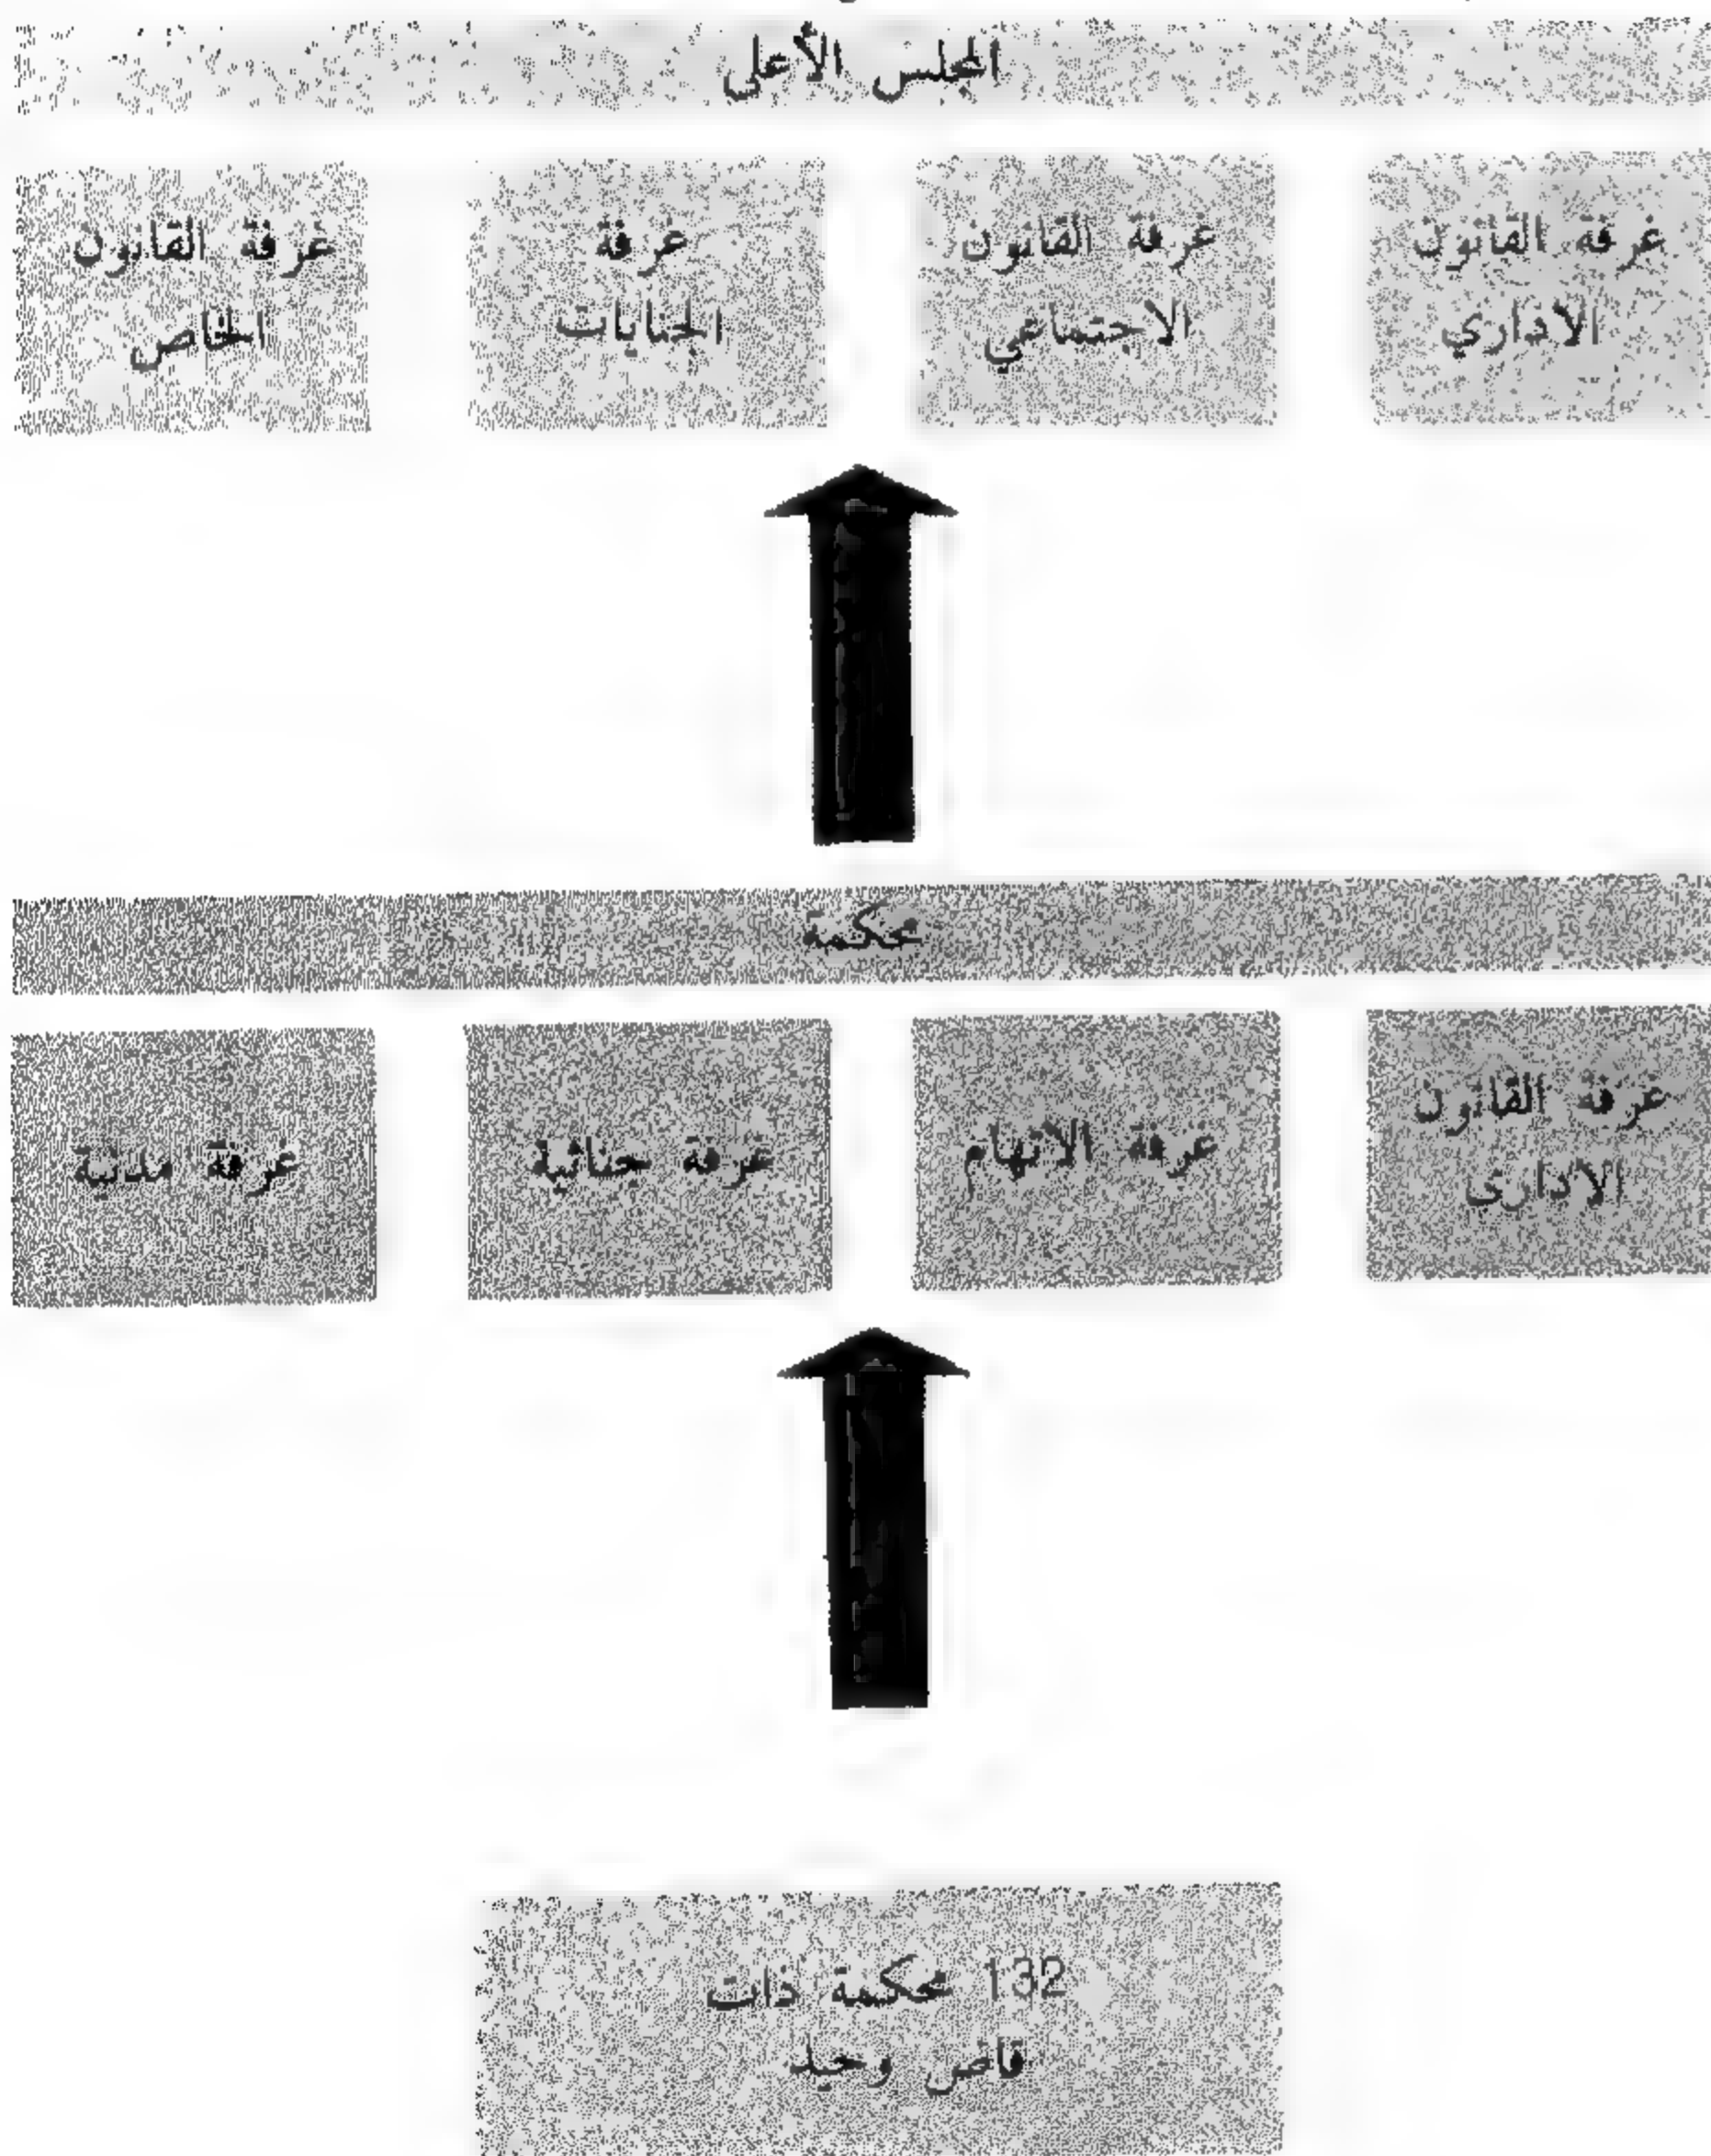 المجلس الأعلى
غرفة القانون
الاداري
غرفة القانون
الاجتماعي
غرفة
الجنايات
غرفة القانون
الخاص
محكمة
غرفة القانون
الادارى
غرفة الاتهام
غرفة جنائية
غرفة مدنية
132 محكمة ذات
قاض وحيد